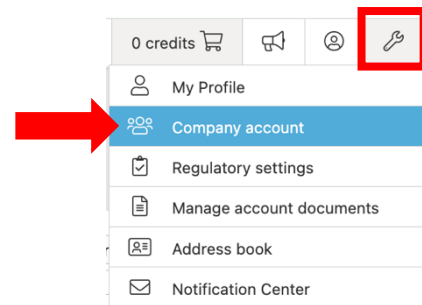 0 credits
My Profile
Company account
Regulatory settings
Manage account documents
Address book
Notification Center